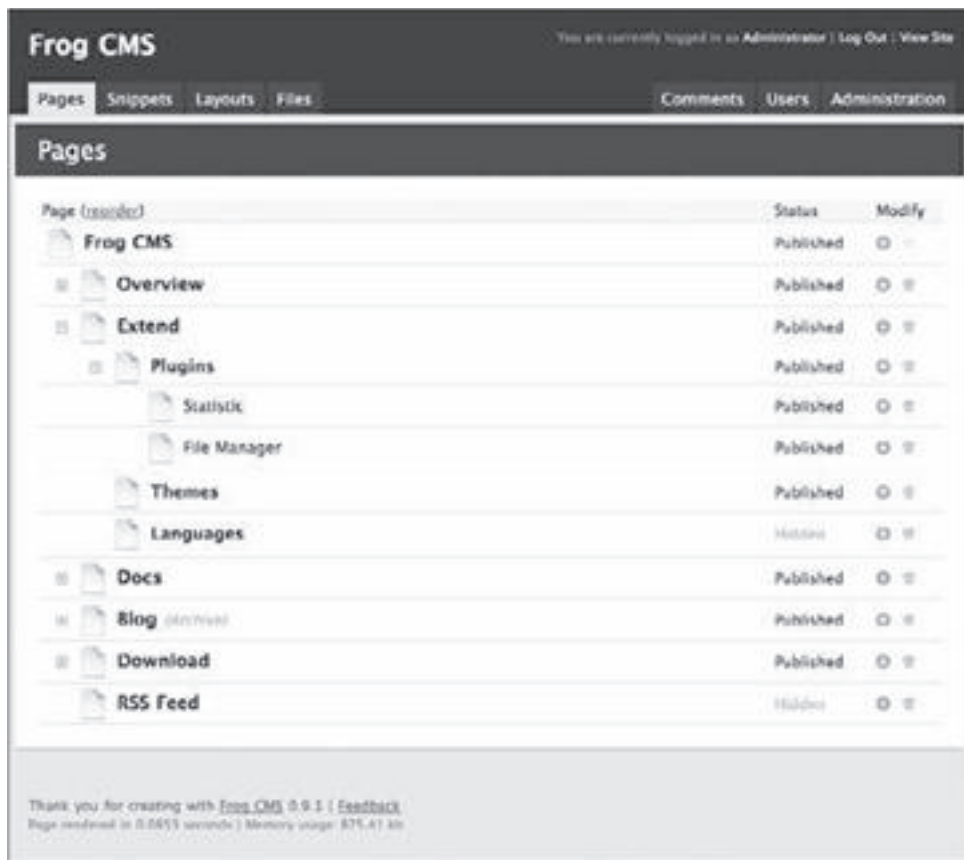 Frog CMS
You are currently logged in as Administrator | Log Out | View Site
Pages Snippets Layouts Files Comments Users Administration
Pages
Page (reorder) Status Modify
Frog CMS Published
Overview Published
Extend Published
Plugins Published
Statistic Published
File Manager Published
Themes Published
Languages Hidden
Docs Published
Blog (Archive) Published
Download Published
RSS Feed Hidden
Thank you for creating with Frog CMS 0.9.3 | Feedback
Page rendered in seconds | Memory usage: 875.41 kb